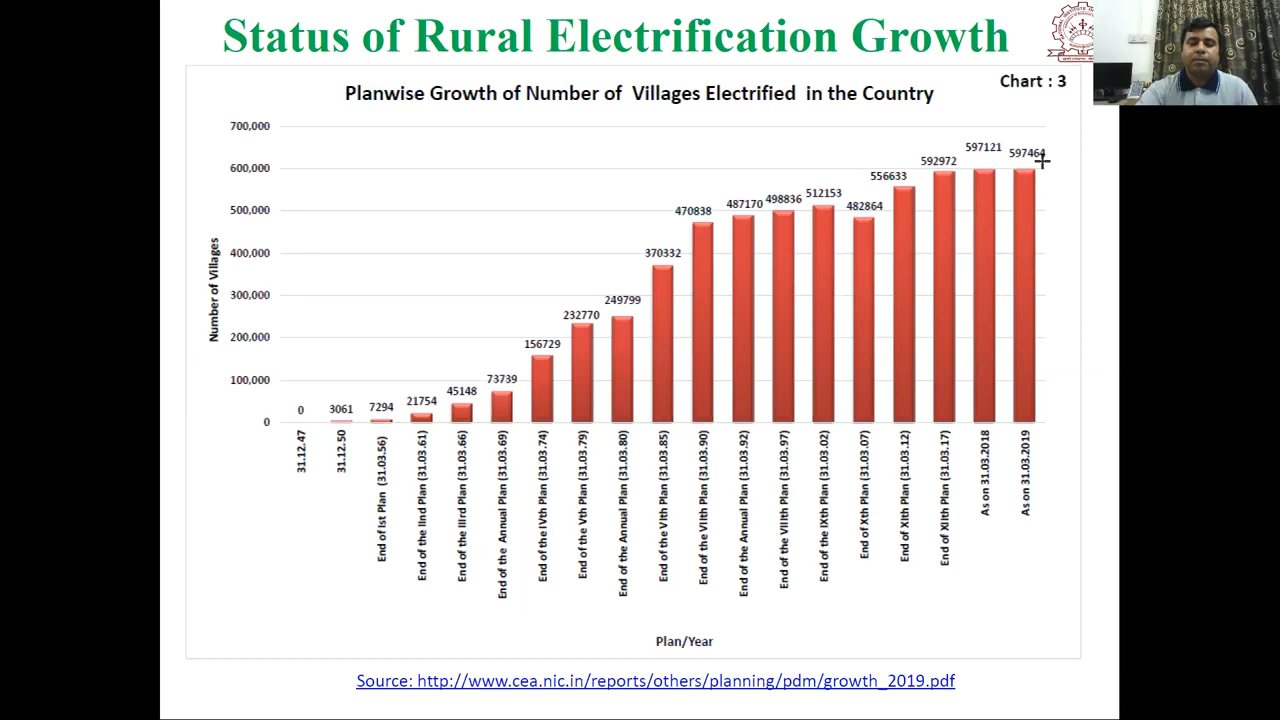 Status of Rural Electrification Growth
Chart : 3
Planwise Growth of Number of Villages Electrified in the Country
Number of Villages
700,000
600,000
500,000
400,000
300,000
200,000
100,000
0
0
3061
7294
21754
45148
73739
156729
232770
249799
370332
470838
487170
498836
512153
482864
556633
592972
597121
597464
31.12.47
31.12.50
End of Ist Plan (31.03.56)
End of the IInd Plan (31.03.61)
End of the IIIrd Plan (31.03.66)
End of the Annual Plan (31.03.69)
End of the IVth Plan (31.03.74)
End of the Vth Plan (31.03.79)
End of the Annual Plan (31.03.80)
End of the VIth Plan (31.03.85)
End of the VIIth Plan (31.03.90)
End of the Annual Plan (31.03.92)
End of the VIIIth Plan (31.03.97)
End of the IXth Plan (31.03.02)
End of Xth Plan (31.03.07)
End of XIth Plan (31.03.12)
End of XIIth Plan (31.03.17)
As on 31.03.2018
As on 31.03.2019
Plan/Year
Source: http://www.cea.nic.in/reports/others/planning/pdm/growth_2019.pdf